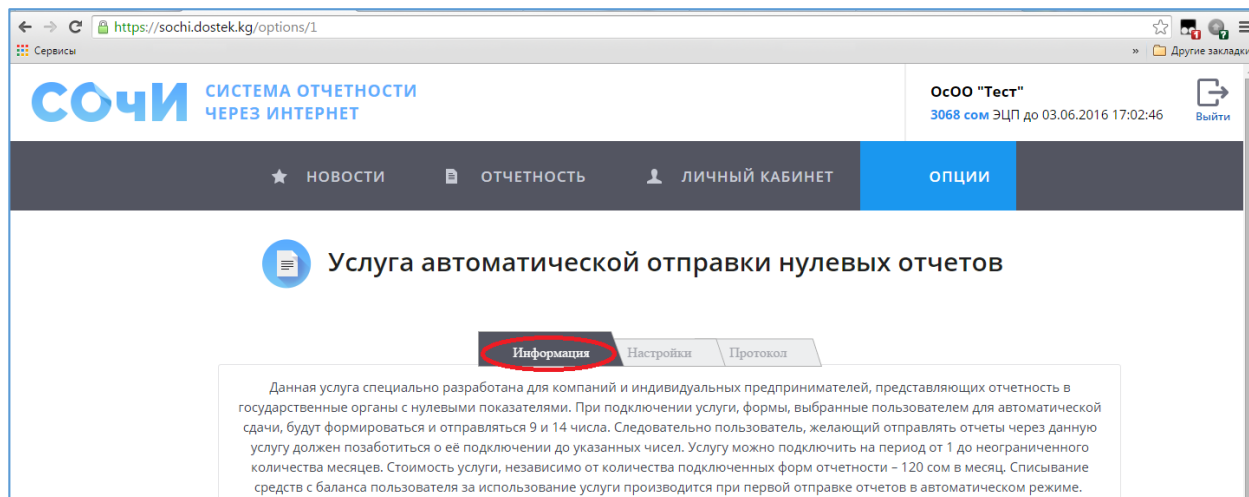 https://sochi.dostek.kg/options/1
Сервисы
» Другие закладки
СОчИ
СИСТЕМА ОТЧЕТНОСТИ
ЧЕРЕЗ ИНТЕРНЕТ
ОсОО "Тест"
3068 сом ЭЦП до 03.06.2016 17:02:46
Выйти
НОВОСТИ ОТЧЕТНОСТЬ ЛИЧНЫЙ КАБИНЕТ ОПЦИИ
Услуга автоматической отправки нулевых отчетов
Информация Настройки Протокол
Данная услуга специально разработана для компаний и индивидуальных предпринимателей, представляющих отчетность в
государственные органы с нулевыми показателями. При подключении услуги, формы, выбранные пользователем для автоматической
сдачи, будут формироваться и отправляться 9 и 14 числа. Следовательно пользователь, желающий отправлять отчеты через данную
услугу должен позаботиться о её подключении до указанных чисел. Услугу можно подключить на период от 1 до неограниченного
количества месяцев. Стоимость услуги, независимо от количества подключенных форм отчетности – 120 сом в месяц. Списывание
средств с баланса пользователя за использование услуги производится при первой отправке отчетов в автоматическом режиме.